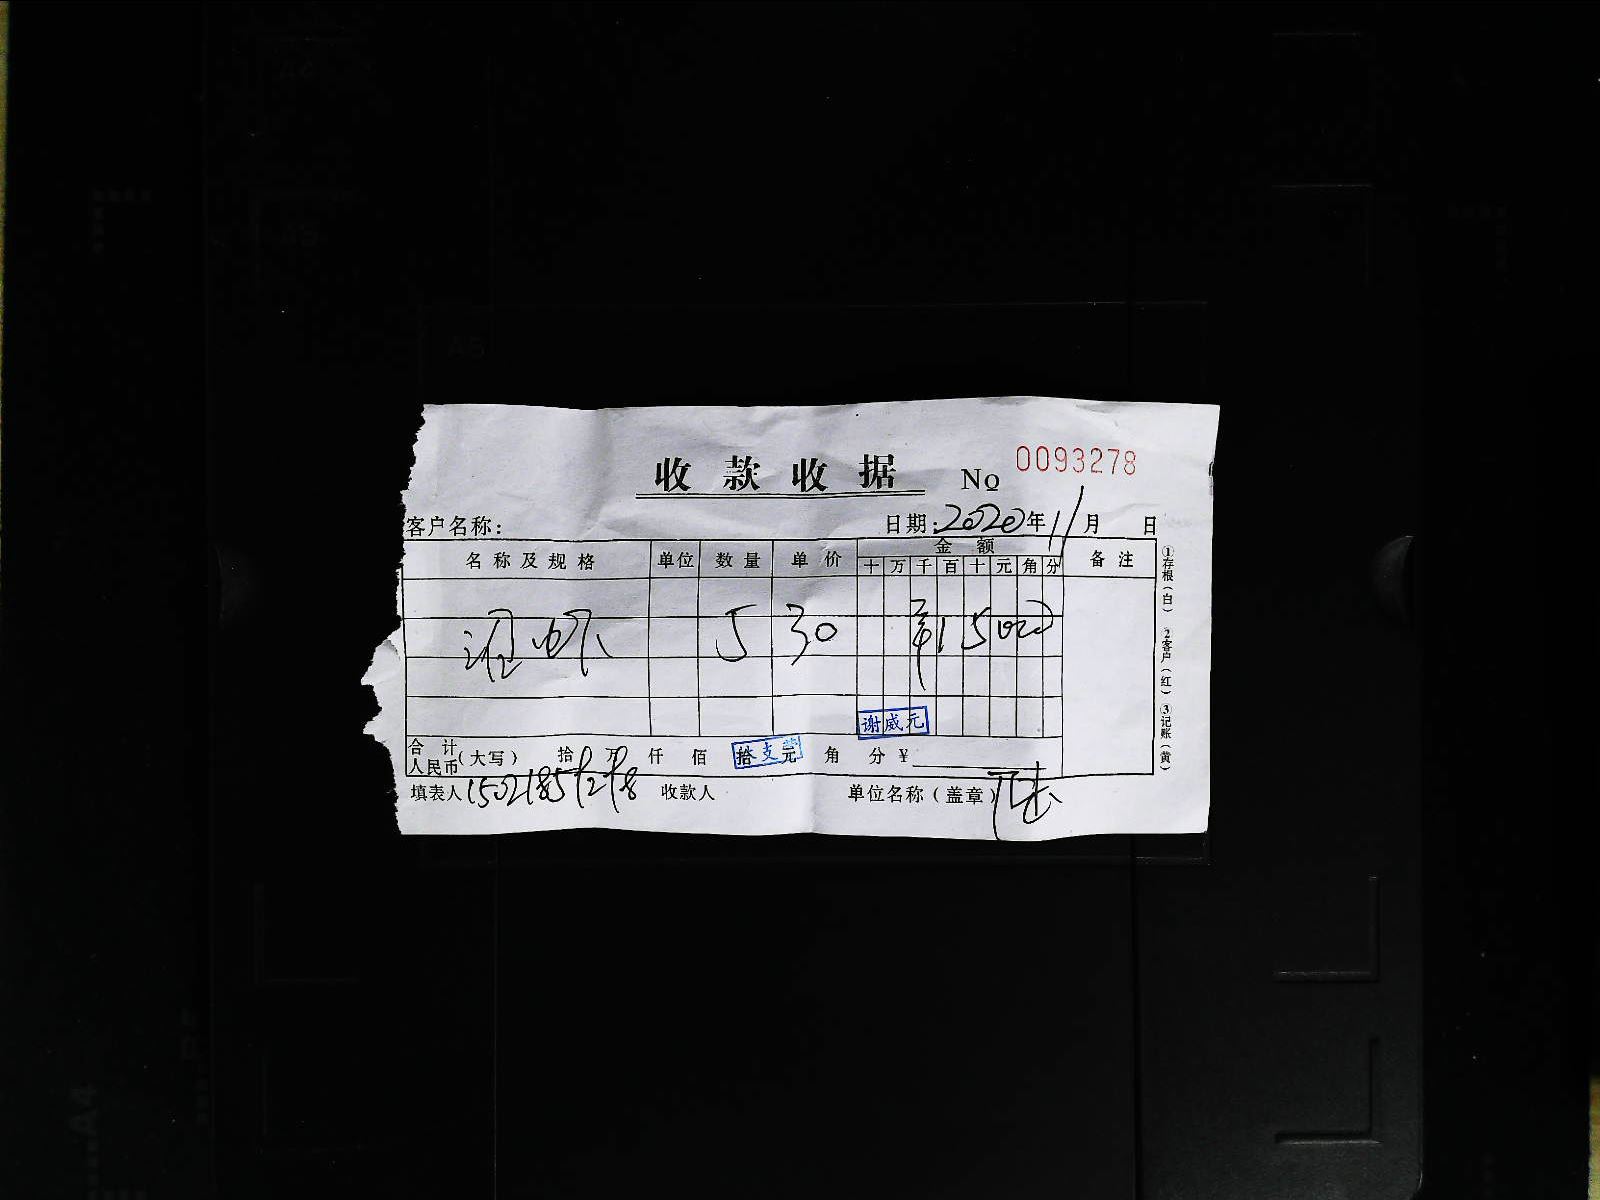 收款收据 No 0093278
客户名称: 日期:2020年11月 日
名称及规格 单位 数量 单价 金额 备注
十 万 千 百 十 元 角 分
5 30 ¥15000
谢威元
合计人民币(大写) 拾 万 仟 佰 拾 元 角 分 ¥
填表人 收款人 单位名称(盖章)
①存根(白) 2客户(红) ③记账(黄)